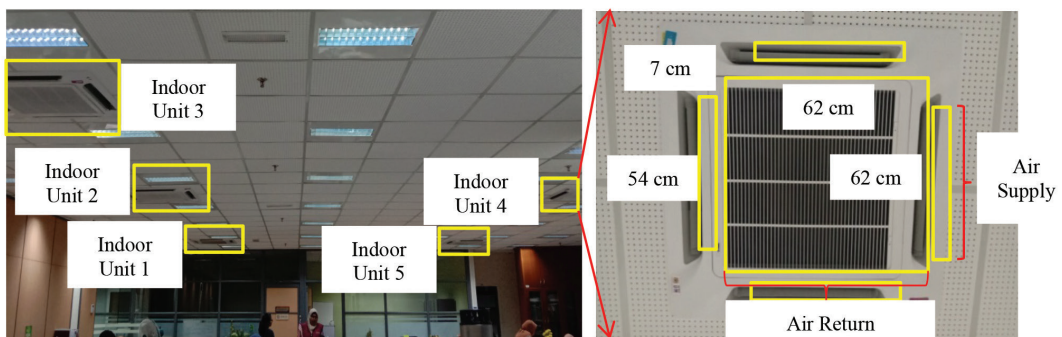 Indoor
Unit 3
Indoor
Unit 2
Indoor
Unit 1
Indoor
Unit 4
Indoor
Unit 5
7 cm
62 cm
54 cm
62 cm
Air
Supply
Air Return